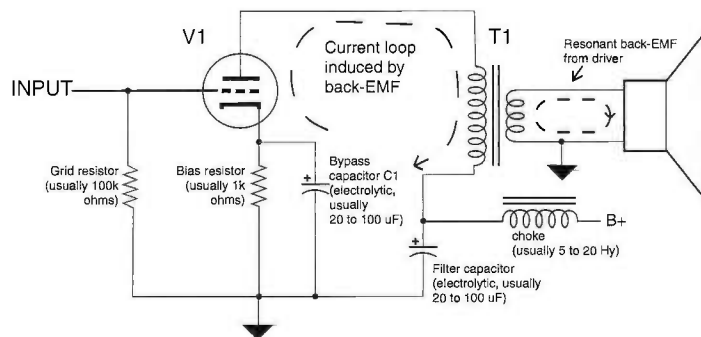 V1
Current loop
induced by
back-EMF
T1
Resonant back-EMF
from driver
INPUT
Grid resistor
(usually 100k
ohms)
Bias resistor
(usually 1k
ohms)
+
Bypass
capacitor C1
(electrolytic,
usually
20 to 100 uF)
B+
choke
(usually 5 to 20 Hy)
+
Filter capacitor
(electrolytic, usually
20 to 100 uF)